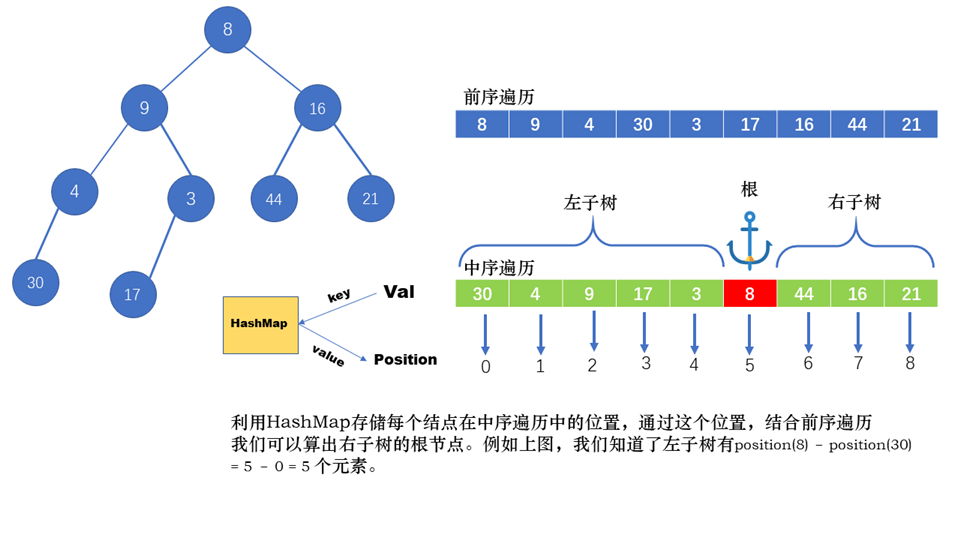 8
9
16
4
3
44
21
30
17
前序遍历
8 9 4 30 3 17 16 44 21
左子树
根
右子树
中序遍历
30 4 9 17 3 8 44 16 21
0 1 2 3 4 5 6 7 8
HashMap
key
Val
value
Position
利用HashMap存储每个结点在中序遍历中的位置，通过这个位置，结合前序遍历
我们可以算出右子树的根节点。例如上图，我们知道了左子树有position(8) - position(30)
= 5 - 0 = 5 个元素。